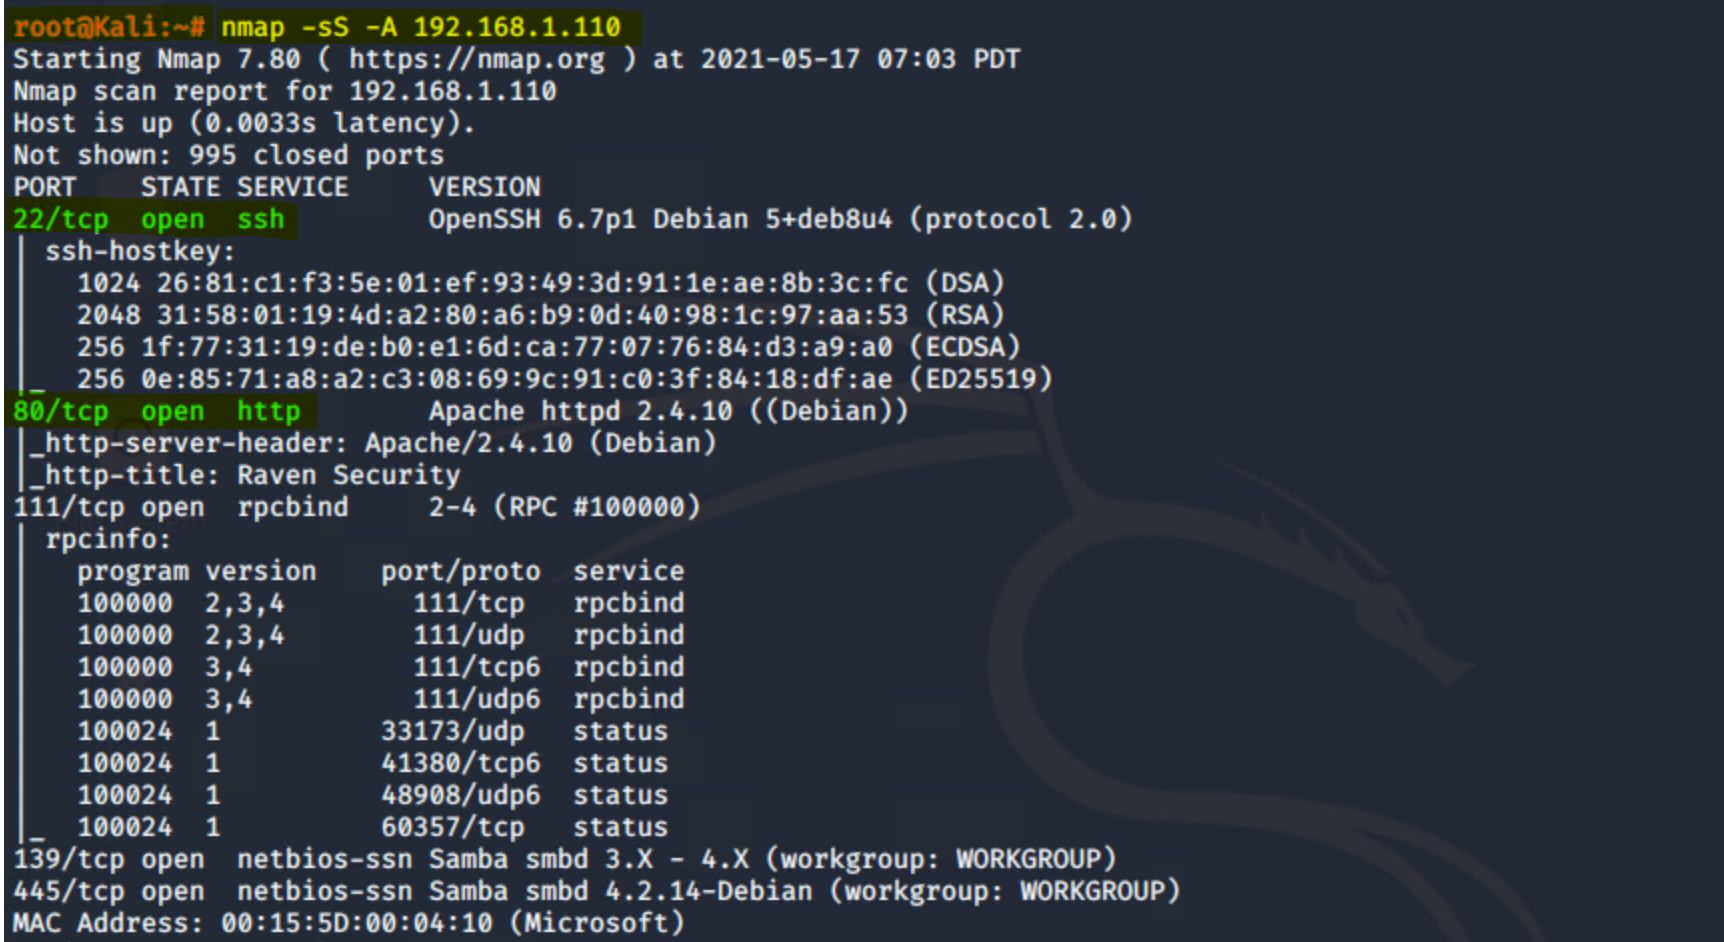 root@Kali:~# nmap -sS -A 192.168.1.110
Starting Nmap 7.80 ( https://nmap.org ) at 2021-05-17 07:03 PDT
Nmap scan report for 192.168.1.110
Host is up (0.0033s latency).
Not shown: 995 closed ports
PORT    STATE SERVICE     VERSION
22/tcp  open  ssh         OpenSSH 6.7p1 Debian 5+deb8u4 (protocol 2.0)
| ssh-hostkey:
|   1024 26:81:c1:f3:5e:01:ef:93:49:3d:91:1e:ae:8b:3c:fc (DSA)
|   2048 31:58:01:19:4d:a2:80:a6:b9:0d:40:98:1c:97:aa:53 (RSA)
|   256 1f:77:31:19:de:b0:e1:6d:ca:77:07:76:84:d3:a9:a0 (ECDSA)
|_  256 0e:85:71:a8:a2:c3:08:69:9c:91:c0:3f:84:18:df:ae (ED25519)
80/tcp  open  http        Apache httpd 2.4.10 ((Debian))
|_http-server-header: Apache/2.4.10 (Debian)
|_http-title: Raven Security
111/tcp open  rpcbind     2-4 (RPC #100000)
| rpcinfo:
|   program version    port/proto  service
|   100000  2,3,4        111/tcp   rpcbind
|   100000  2,3,4        111/udp   rpcbind
|   100000  3,4          111/tcp6  rpcbind
|   100000  3,4          111/udp6  rpcbind
|   100024  1          33173/udp   status
|   100024  1          41380/tcp6  status
|   100024  1          48908/udp6  status
|_  100024  1          60357/tcp   status
139/tcp open  netbios-ssn Samba smbd 3.X - 4.X (workgroup: WORKGROUP)
445/tcp open  netbios-ssn Samba smbd 4.2.14-Debian (workgroup: WORKGROUP)
MAC Address: 00:15:5D:00:04:10 (Microsoft)